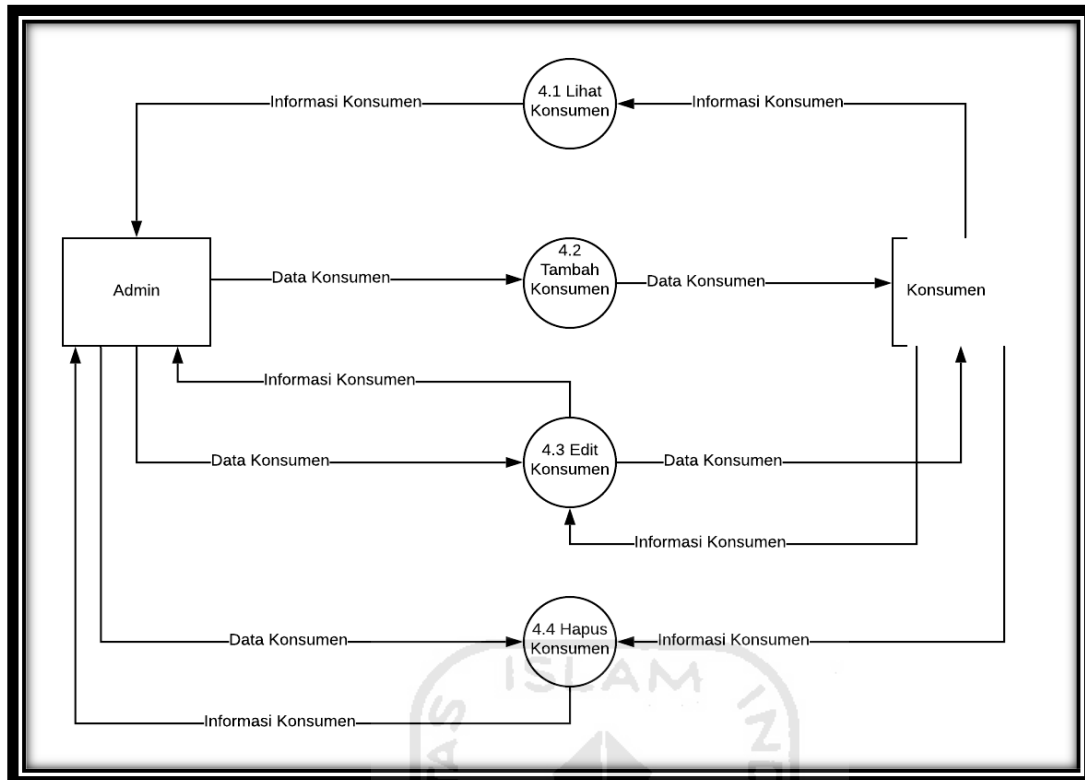 4.1 Lihat
Konsumen
Informasi Konsumen
Informasi Konsumen
Admin
Data Konsumen
4.2
Tambah
Konsumen
Data Konsumen
Konsumen
Informasi Konsumen
Data Konsumen
4.3 Edit
Konsumen
Data Konsumen
Informasi Konsumen
Data Konsumen
4.4 Hapus
Konsumen
Informasi Konsumen
Informasi Konsumen
ISLAM